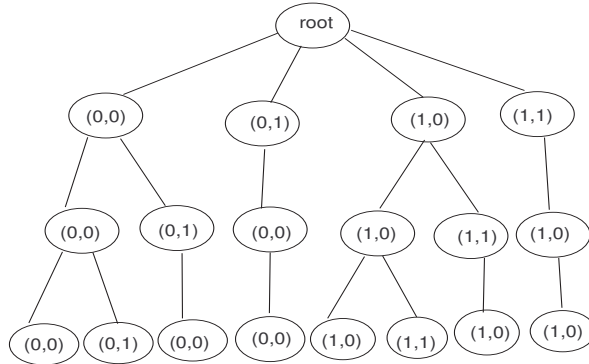 root
(0,0) (0,1) (1,0) (1,1)
(0,0) (0,1) (0,0) (1,0) (1,1) (1,0)
(0,0) (0,1) (0,0) (0,0) (1,0) (1,1) (1,0) (1,0)